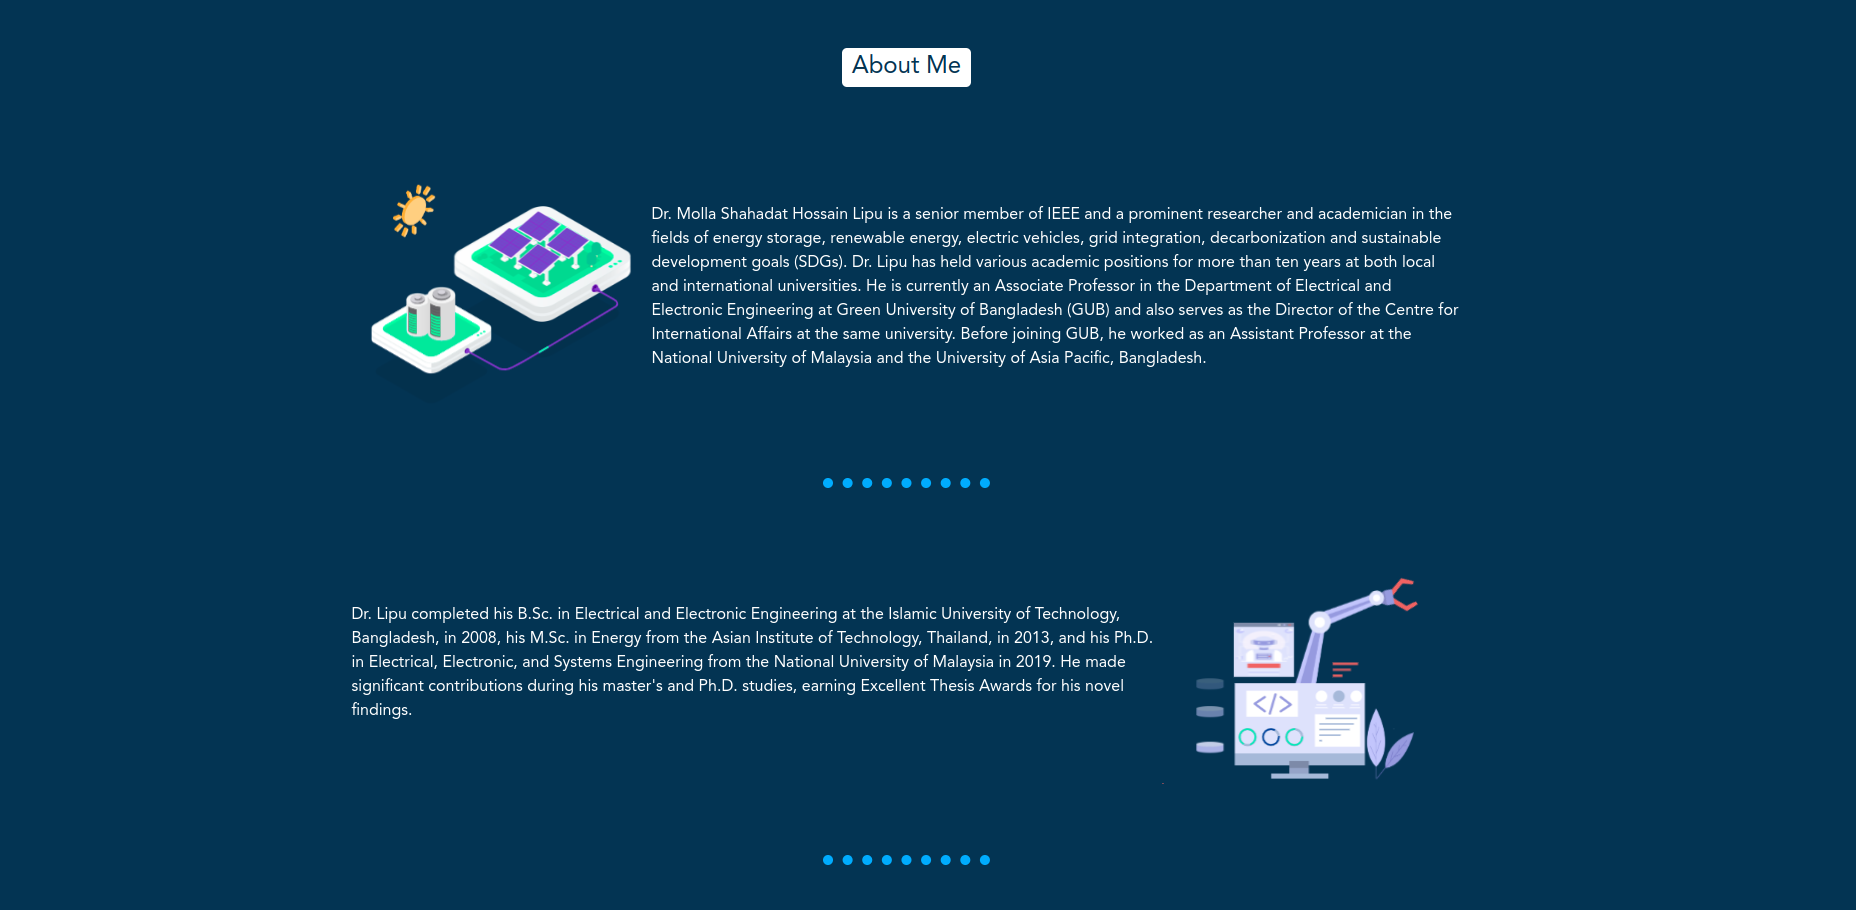 About Me
Dr. Molla Shahadat Hossain Lipu is a senior member of IEEE and a prominent researcher and academician in the
fields of energy storage, renewable energy, electric vehicles, grid integration, decarbonization and sustainable
development goals (SDGs). Dr. Lipu has held various academic positions for more than ten years at both local
and international universities. He is currently an Associate Professor in the Department of Electrical and
Electronic Engineering at Green University of Bangladesh (GUB) and also serves as the Director of the Centre for
International Affairs at the same university. Before joining GUB, he worked as an Assistant Professor at the
National University of Malaysia and the University of Asia Pacific, Bangladesh.
Dr. Lipu completed his B.Sc. in Electrical and Electronic Engineering at the Islamic University of Technology,
Bangladesh, in 2008, his M.Sc. in Energy from the Asian Institute of Technology, Thailand, in 2013, and his Ph.D.
in Electrical, Electronic, and Systems Engineering from the National University of Malaysia in 2019. He made
significant contributions during his master's and Ph.D. studies, earning Excellent Thesis Awards for his novel
findings.
</>